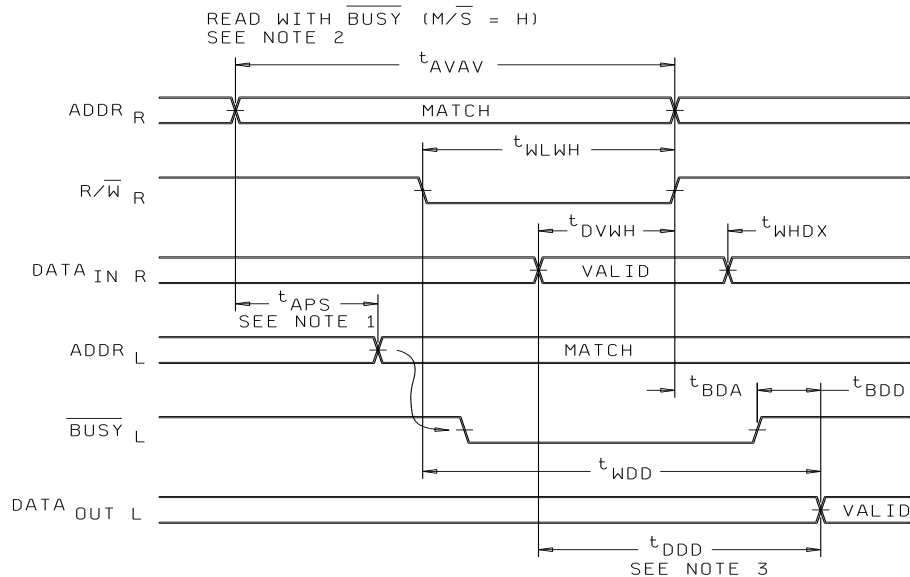 READ WITH BUSY (M/S = H)
SEE NOTE 2
tAVAV
ADDR R
MATCH
tWLWH
R/W R
tDVWH
tWHDX
DATA IN R
VALID
tAPS
SEE NOTE 1
ADDR L
MATCH
tBDA
tBDD
BUSY L
tWDD
DATA OUT L
VALID
tDDD
SEE NOTE 3